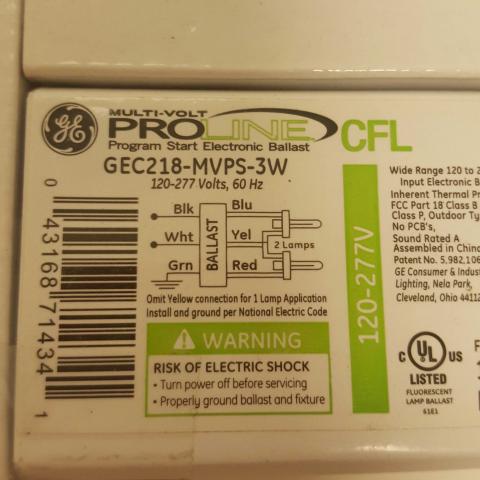 GE
MULTI-VOLT
PROLINE
Program Start Electronic Ballast
CFL
GEC218-MVPS-3W
120-277 Volts, 60 Hz
Blk
Wht
Grn
BALLAST
Blu
Yel
Red
2 Lamps
Omit Yellow connection for 1 Lamp Application
Install and ground per National Electric Code
WARNING
RISK OF ELECTRIC SHOCK
• Turn power off before servicing
• Properly ground ballast and fixture
0 43168 71434 1
120-277V
Wide Range 120 to 2
Input Electronic B
Inherent Thermal Pr
FCC Part 18 Class B
Class P, Outdoor Ty
No PCB's,
Sound Rated A
Assembled in China
Patent No. 5,982,106
GE Consumer & Indus
Lighting, Nela Park,
Cleveland, Ohio 44112
C UL US
LISTED
FLUORESCENT
LAMP BALLAST
61E1